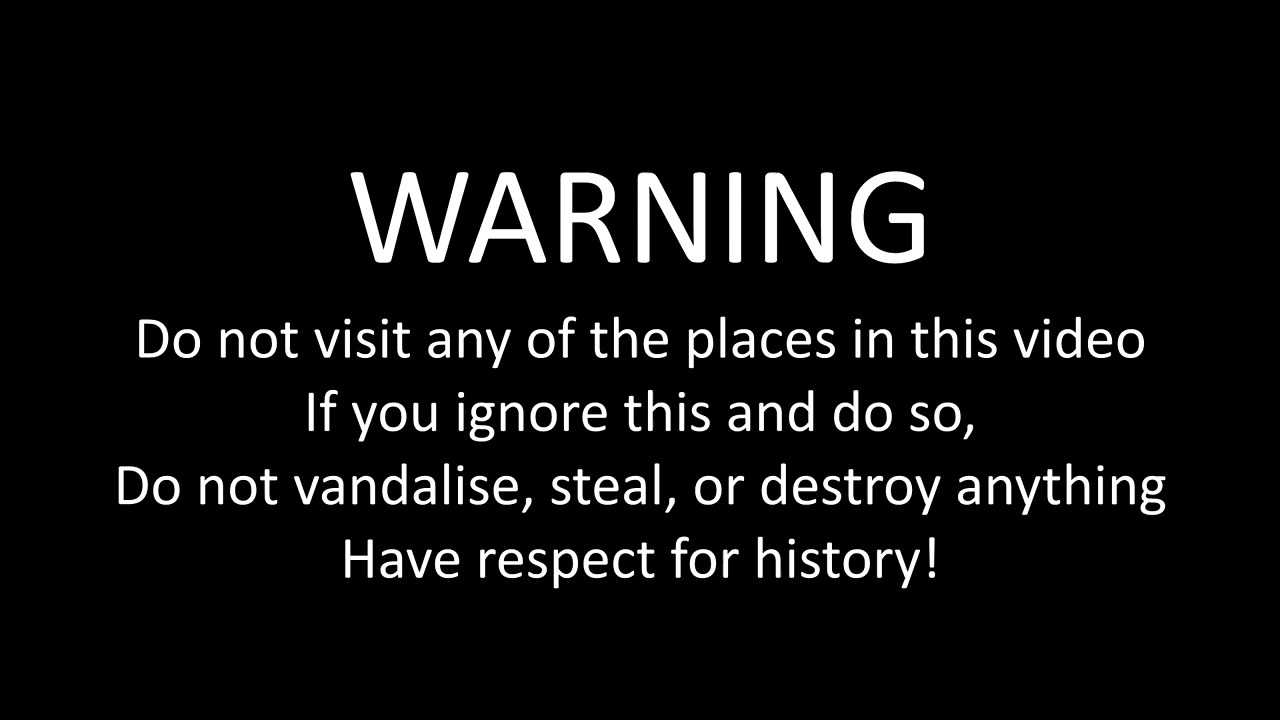 WARNING
Do not visit any of the places in this video
If you ignore this and do so,
Do not vandalise, steal, or destroy anything
Have respect for history!